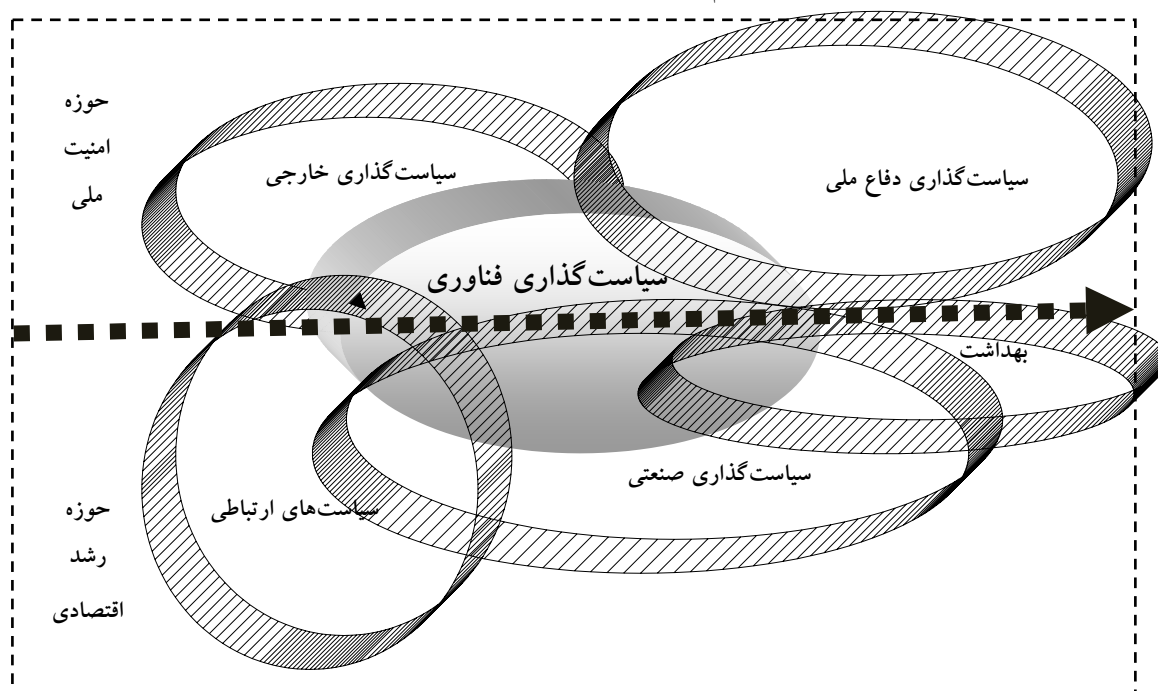 حوزه
امنیت
ملی
سیاست‌گذاری دفاع ملی
سیاست‌گذاری خارجی
سیاست‌گذاری فناوری
بهداشت
سیاست‌گذاری صنعتی
سیاست‌های ارتباطی
حوزه
رشد
اقتصادی